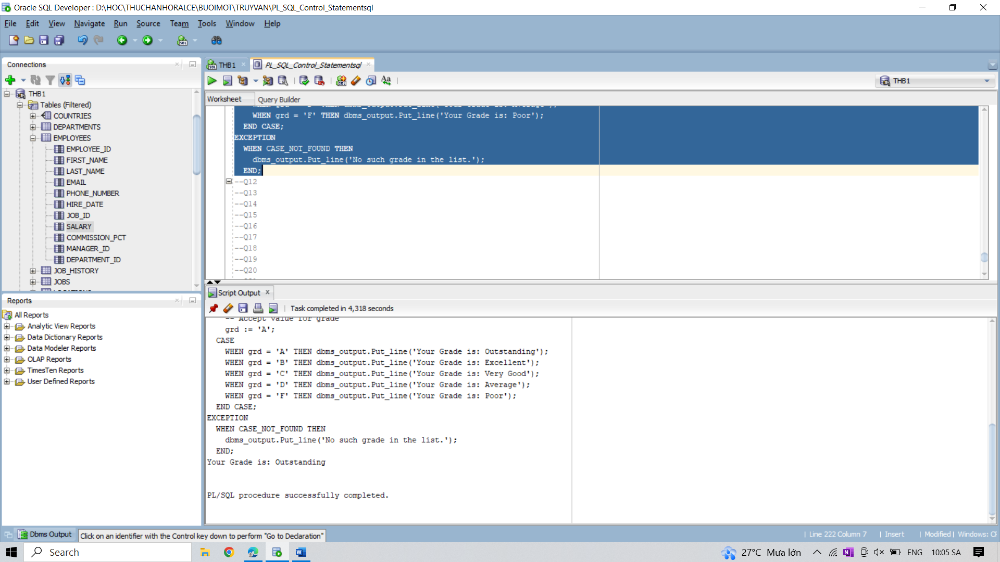 Oracle SQL Developer : D:\HOC\THUCHANHORALCE\BUOIMOT\TRUYVAN\PL_SQL_Control_Statementsql
File Edit View Navigate Run Source Team Tools Window Help
Connections
THB1
Tables (Filtered)
COUNTRIES
DEPARTMENTS
EMPLOYEES
EMPLOYEE_ID
FIRST_NAME
LAST_NAME
EMAIL
PHONE_NUMBER
HIRE_DATE
JOB_ID
SALARY
COMMISSION_PCT
MANAGER_ID
DEPARTMENT_ID
JOB_HISTORY
JOBS
Reports
All Reports
Analytic View Reports
Data Dictionary Reports
Data Modeler Reports
OLAP Reports
TimesTen Reports
User Defined Reports
THB1 PL_SQL_Control_Statementsql
THB1
Worksheet Query Builder
WHEN grd = 'F' THEN dbms_output.Put_line('Your Grade is: Poor');
END CASE;
EXCEPTION
WHEN CASE_NOT_FOUND THEN
dbms_output.Put_line('No such grade in the list.');
END;
--Q12
--Q13
--Q14
--Q15
--Q16
--Q17
--Q18
--Q19
--Q20
Script Output
Task completed in 4,318 seconds
-- Accept value for grade
grd := 'A';
CASE
WHEN grd = 'A' THEN dbms_output.Put_line('Your Grade is: Outstanding');
WHEN grd = 'B' THEN dbms_output.Put_line('Your Grade is: Excellent');
WHEN grd = 'C' THEN dbms_output.Put_line('Your Grade is: Very Good');
WHEN grd = 'D' THEN dbms_output.Put_line('Your Grade is: Average');
WHEN grd = 'F' THEN dbms_output.Put_line('Your Grade is: Poor');
END CASE;
EXCEPTION
WHEN CASE_NOT_FOUND THEN
dbms_output.Put_line('No such grade in the list.');
END;
Your Grade is: Outstanding
PL/SQL procedure successfully completed.
Dbms Output
Click on an identifier with the Control key down to perform "Go to Declaration"
| Line 222 Column 7 | Insert | Modified | Windows: C
Search
27°C Mưa lớn
ENG
10:05 SA